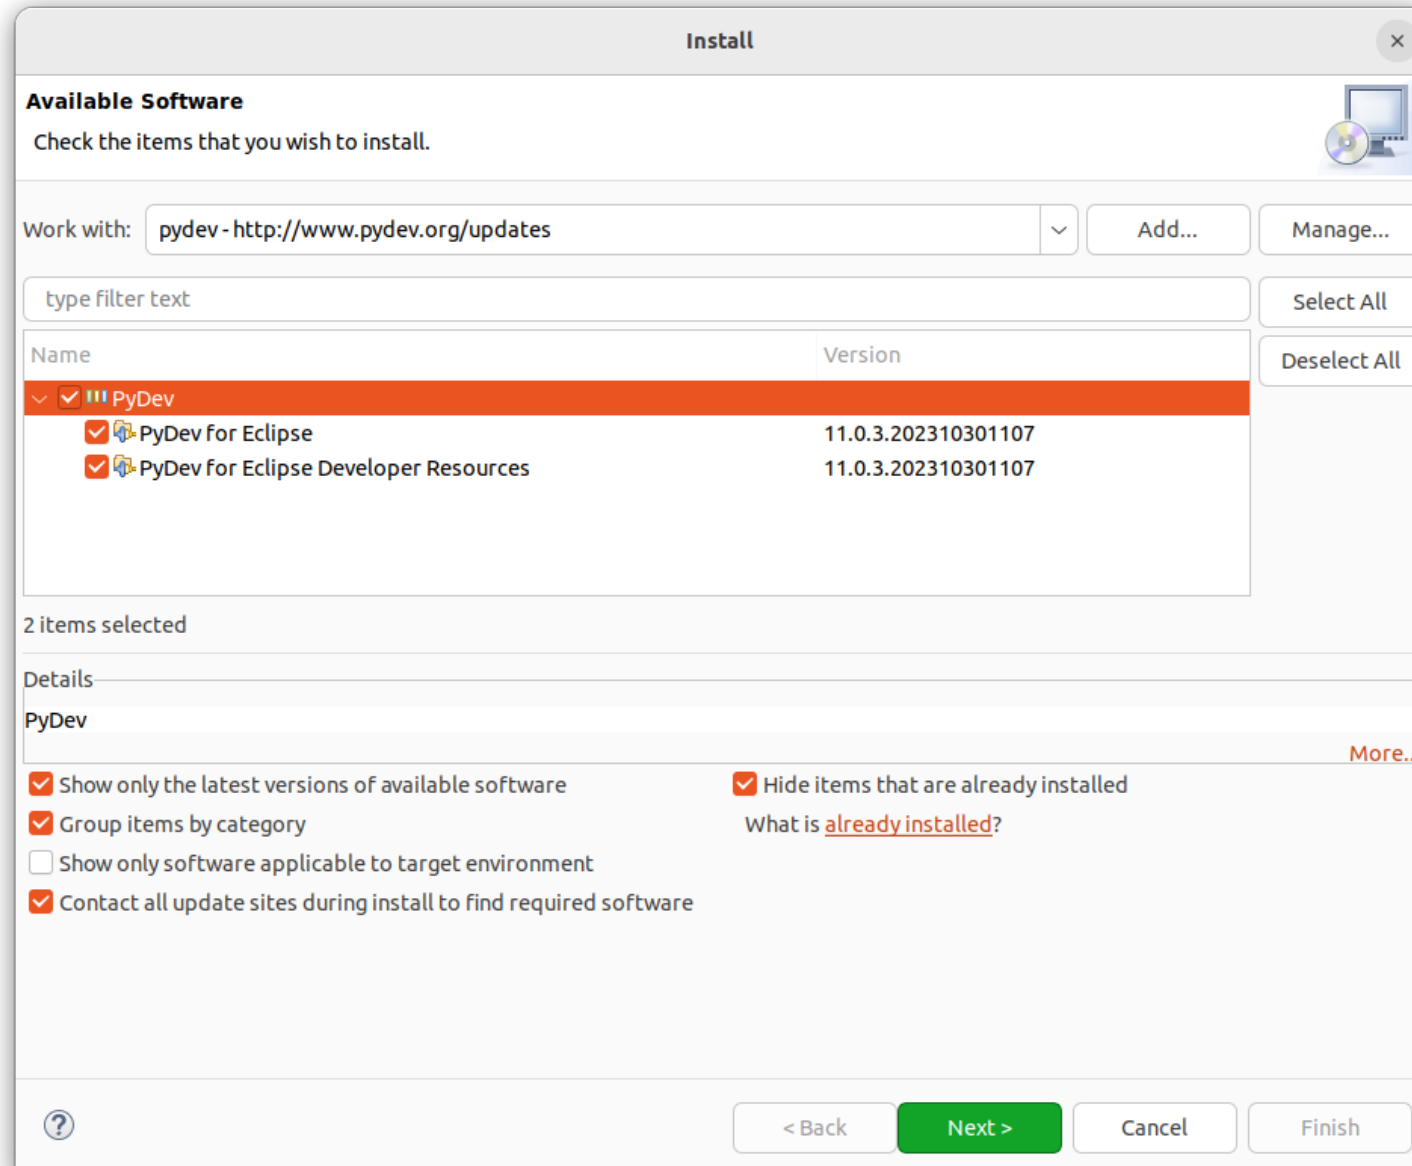 Install
Available Software
Check the items that you wish to install.
Work with: pydev - http://www.pydev.org/updates Add... Manage...
type filter text Select All
Name Version Deselect All
PyDev
PyDev for Eclipse 11.0.3.202310301107
PyDev for Eclipse Developer Resources 11.0.3.202310301107
2 items selected
Details
PyDev
More..
Show only the latest versions of available software Hide items that are already installed
Group items by category What is already installed?
Show only software applicable to target environment
Contact all update sites during install to find required software
? < Back Next > Cancel Finish